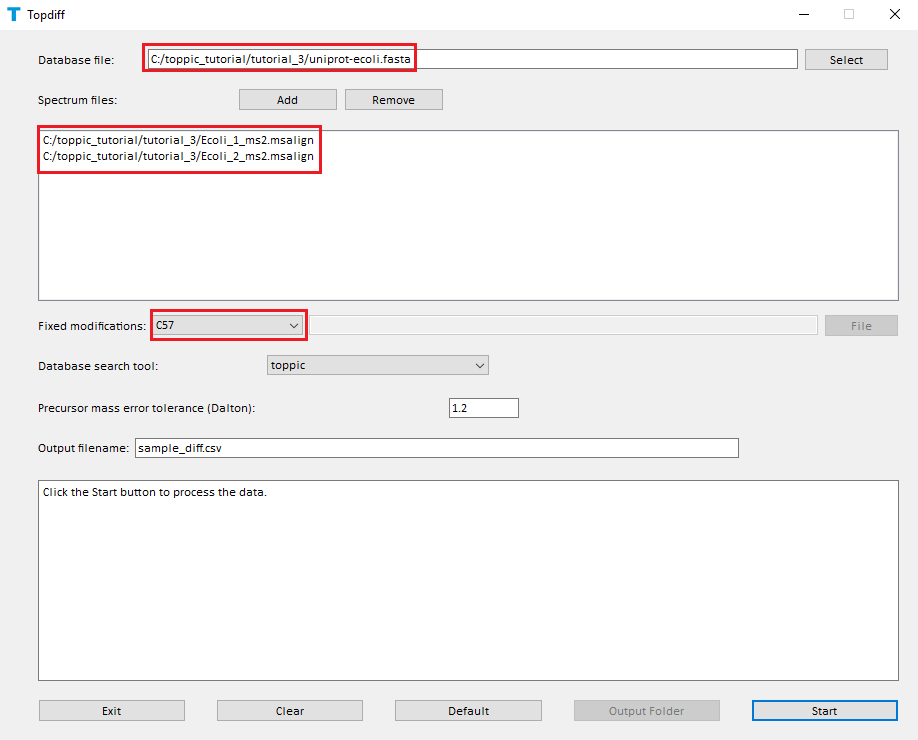 Topdiff
Database file: C:/toppic_tutorial/tutorial_3/uniprot-ecoli.fasta Select
Spectrum files: Add Remove
C:/toppic_tutorial/tutorial_3/Ecoli_1_ms2.msalign
C:/toppic_tutorial/tutorial_3/Ecoli_2_ms2.msalign
Fixed modifications: C57 File
Database search tool: toppic
Precursor mass error tolerance (Dalton): 1.2
Output filename: sample_diff.csv
Click the Start button to process the data.
Exit Clear Default Output Folder Start